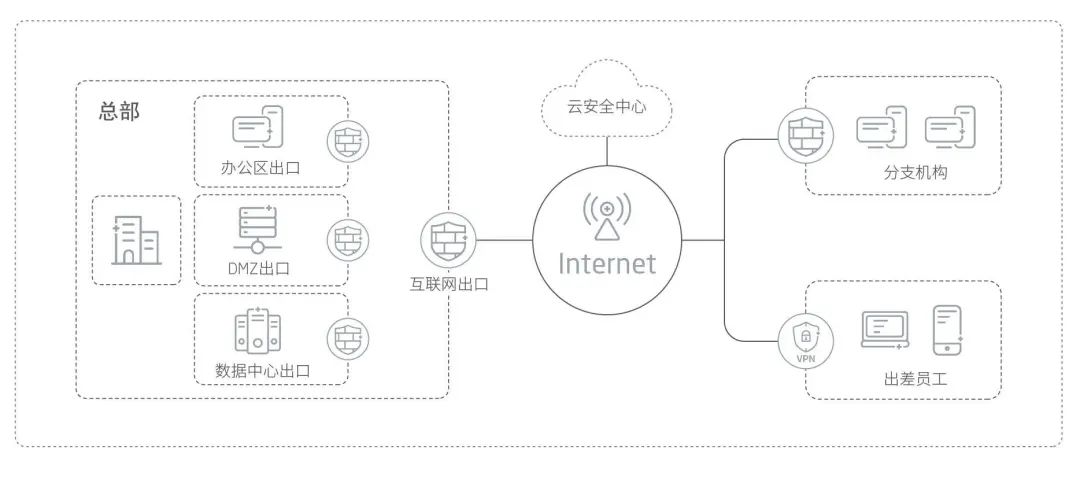 总部
办公区出口
DMZ出口
数据中心出口
互联网出口
云安全中心
Internet
分支机构
VPN
出差员工